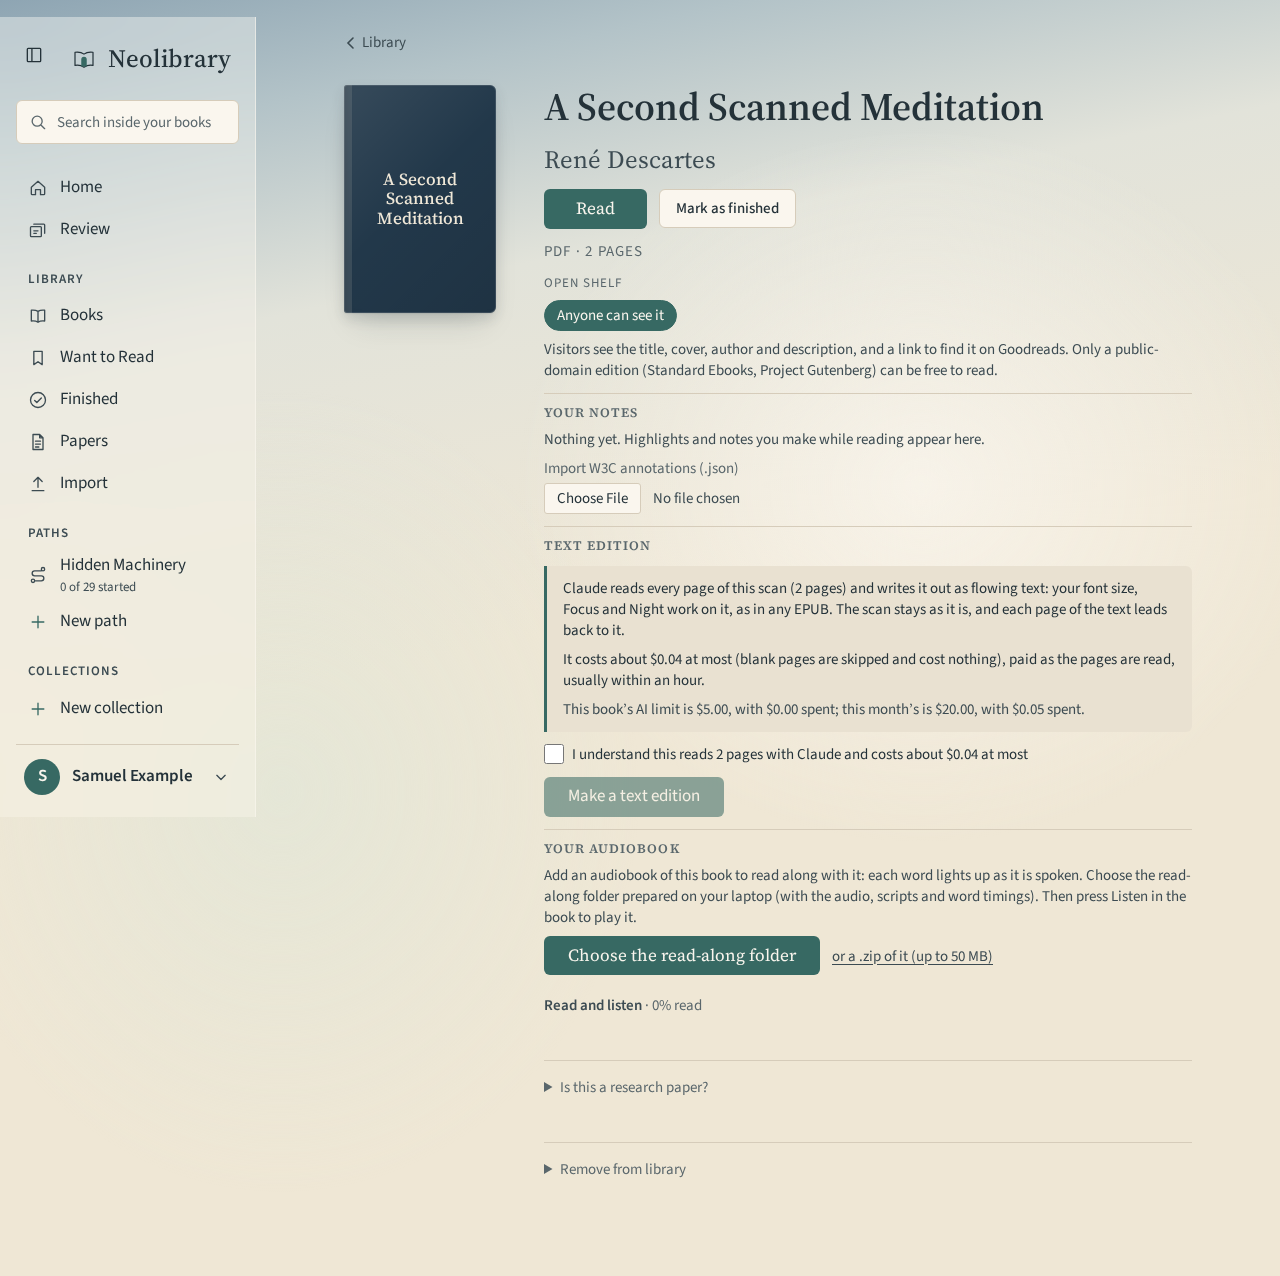 Neolibrary
Search inside your books
Home
Review
LIBRARY
Books
Want to Read
Finished
Papers
Import
PATHS
Hidden Machinery
0 of 29 started
New path
COLLECTIONS
New collection
S
Samuel Example
Library
A Second
Scanned
Meditation
A Second Scanned Meditation
René Descartes
Read
Mark as finished
PDF · 2 PAGES
OPEN SHELF
Anyone can see it
Visitors see the title, cover, author and description, and a link to find it on Goodreads. Only a public-
domain edition (Standard Ebooks, Project Gutenberg) can be free to read.
YOUR NOTES
Nothing yet. Highlights and notes you make while reading appear here.
Import W3C annotations (.json)
Choose File No file chosen
TEXT EDITION
Claude reads every page of this scan (2 pages) and writes it out as flowing text: your font size,
Focus and Night work on it, as in any EPUB. The scan stays as it is, and each page of the text leads
back to it.
It costs about $0.04 at most (blank pages are skipped and cost nothing), paid as the pages are read,
usually within an hour.
This book’s AI limit is $5.00, with $0.00 spent; this month’s is $20.00, with $0.05 spent.
I understand this reads 2 pages with Claude and costs about $0.04 at most
Make a text edition
YOUR AUDIOBOOK
Add an audiobook of this book to read along with it: each word lights up as it is spoken. Choose the read-
along folder prepared on your laptop (with the audio, scripts and word timings). Then press Listen in the
book to play it.
Choose the read-along folder
or a .zip of it (up to 50 MB)
Read and listen · 0% read
Is this a research paper?
Remove from library